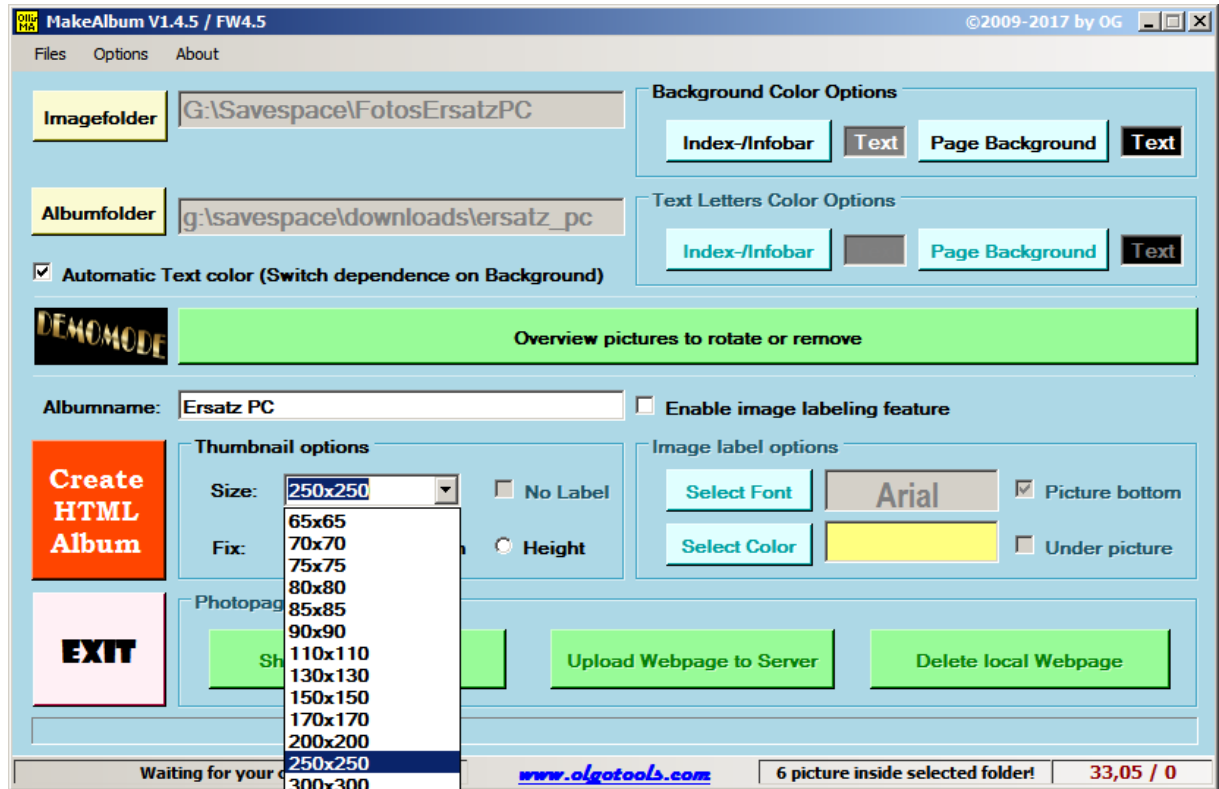 Olli's
MA
MakeAlbum V1.4.5 / FW4.5
©2009-2017 by OG
Files Options About
Imagefolder
G:\Savespace\FotosErsatzPC
Background Color Options
Index-/Infobar Text Page Background Text
Albumfolder
g:\savespace\downloads\ersatz_pc
Text Letters Color Options
Index-/Infobar Page Background Text
Automatic Text color (Switch dependence on Background)
DEMOMODE
Overview pictures to rotate or remove
Albumname: Ersatz PC
Enable image labeling feature
Create
HTML
Album
Thumbnail options
Size: 250x250 No Label
Fix: Height
65x65
70x70
75x75
80x80
85x85
90x90
110x110
130x130
150x150
170x170
200x200
250x250
300x300
Image label options
Select Font Arial Picture bottom
Select Color Under picture
EXIT
Photopag
Sh
Upload Webpage to Server
Delete local Webpage
Waiting for your
www.olgotools.com
6 picture inside selected folder!
33,05 / 0